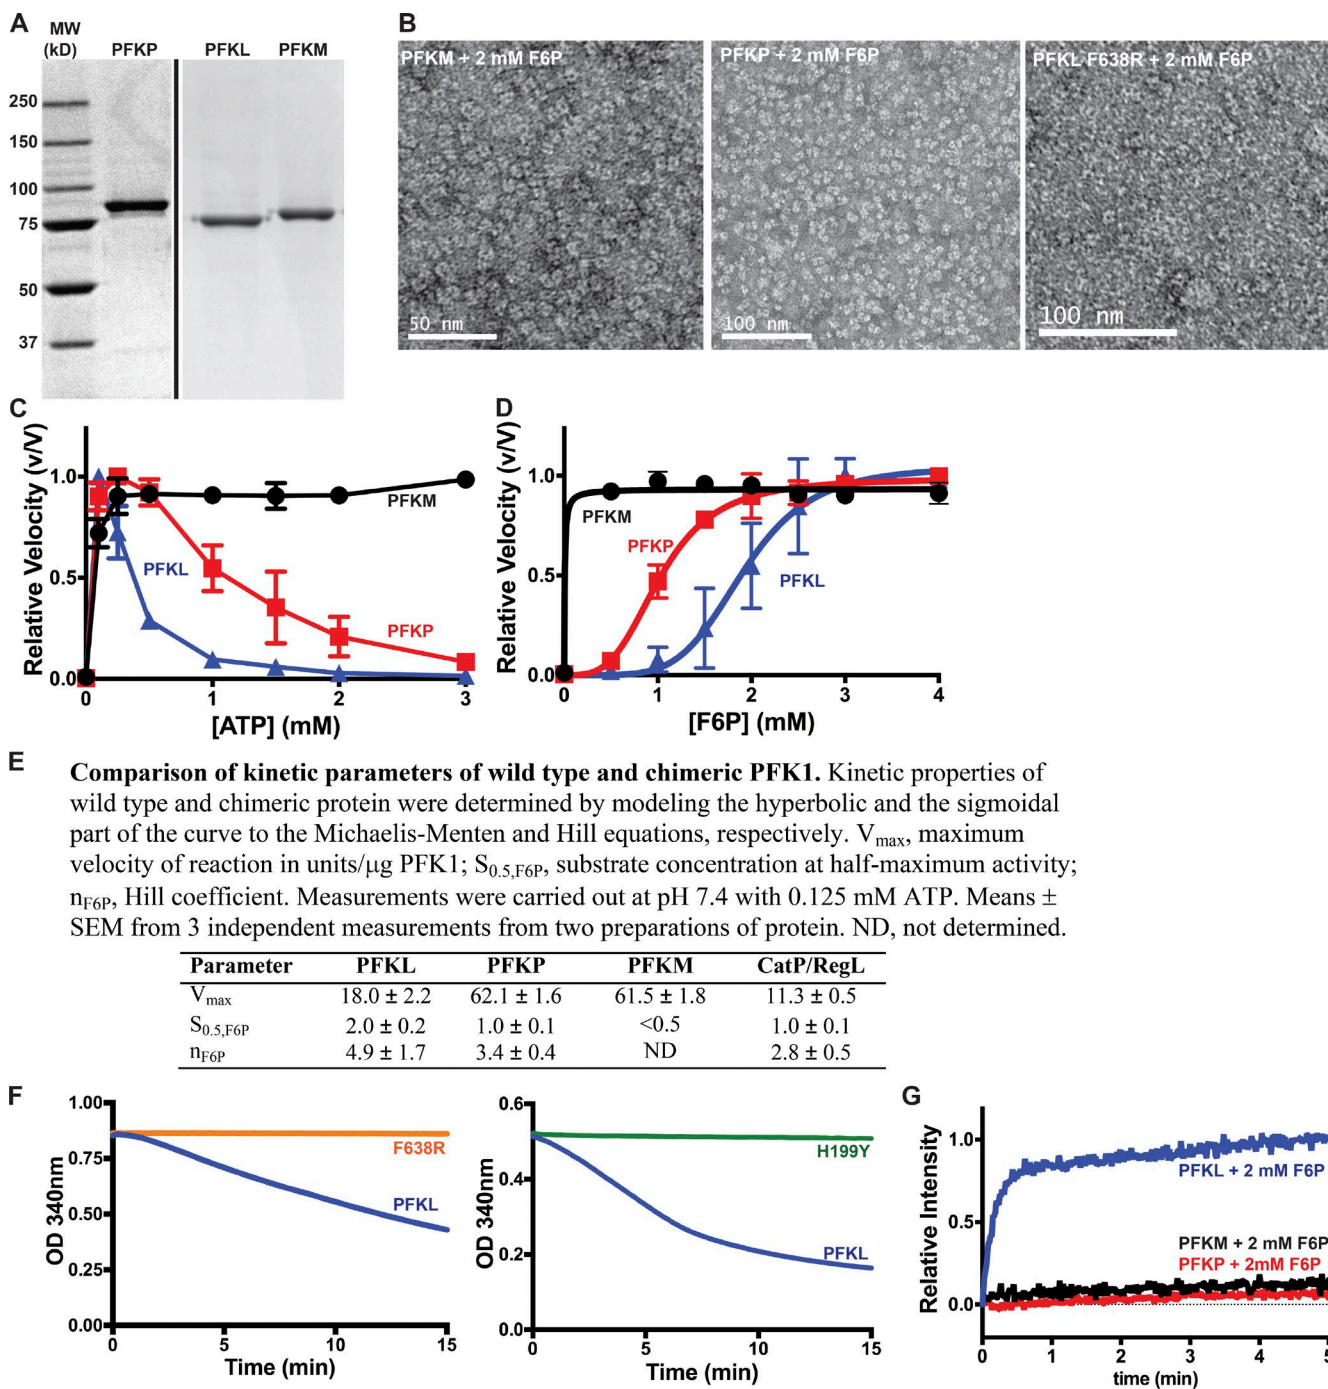 A
MW
(kD)
PFKP
PFKL
PFKM
250
150
100
75
50
37
B
PFKM + 2 mM F6P
50 nm
PFKP + 2 mM F6P
100 nm
PFKL F638R + 2 mM F6P
100 nm
C
Relative Velocity (v/V)
1.0
0.5
0.0
PFKM
PFKL
PFKP
0
1
2
3
[ATP] (mM)
D
Relative Velocity (v/V)
1.0
0.5
0.0
PFKM
PFKP
PFKL
0
1
2
3
4
[F6P] (mM)
E
Comparison of kinetic parameters of wild type and chimeric PFK1. Kinetic properties of
wild type and chimeric protein were determined by modeling the hyperbolic and the sigmoidal
part of the curve to the Michaelis-Menten and Hill equations, respectively. Vmax, maximum
velocity of reaction in units/μg PFK1; S0.5,F6P, substrate concentration at half-maximum activity;
nF6P, Hill coefficient. Measurements were carried out at pH 7.4 with 0.125 mM ATP. Means ±
SEM from 3 independent measurements from two preparations of protein. ND, not determined.
Parameter PFKL PFKP PFKM CatP/RegL
Vmax 18.0 ± 2.2 62.1 ± 1.6 61.5 ± 1.8 11.3 ± 0.5
S0.5,F6P 2.0 ± 0.2 1.0 ± 0.1 <0.5 1.0 ± 0.1
nF6P 4.9 ± 1.7 3.4 ± 0.4 ND 2.8 ± 0.5
F
OD 340nm
1.00
0.75
0.50
0.25
0.00
F638R
PFKL
0
5
10
15
Time (min)
OD 340nm
0.6
0.4
0.2
0.0
H199Y
PFKL
0
5
10
15
Time (min)
G
Relative Intensity
1.0
0.5
0.0
PFKL + 2 mM F6P
PFKM + 2 mM F6P
PFKP + 2mM F6P
0
1
2
3
4
5
time (min)